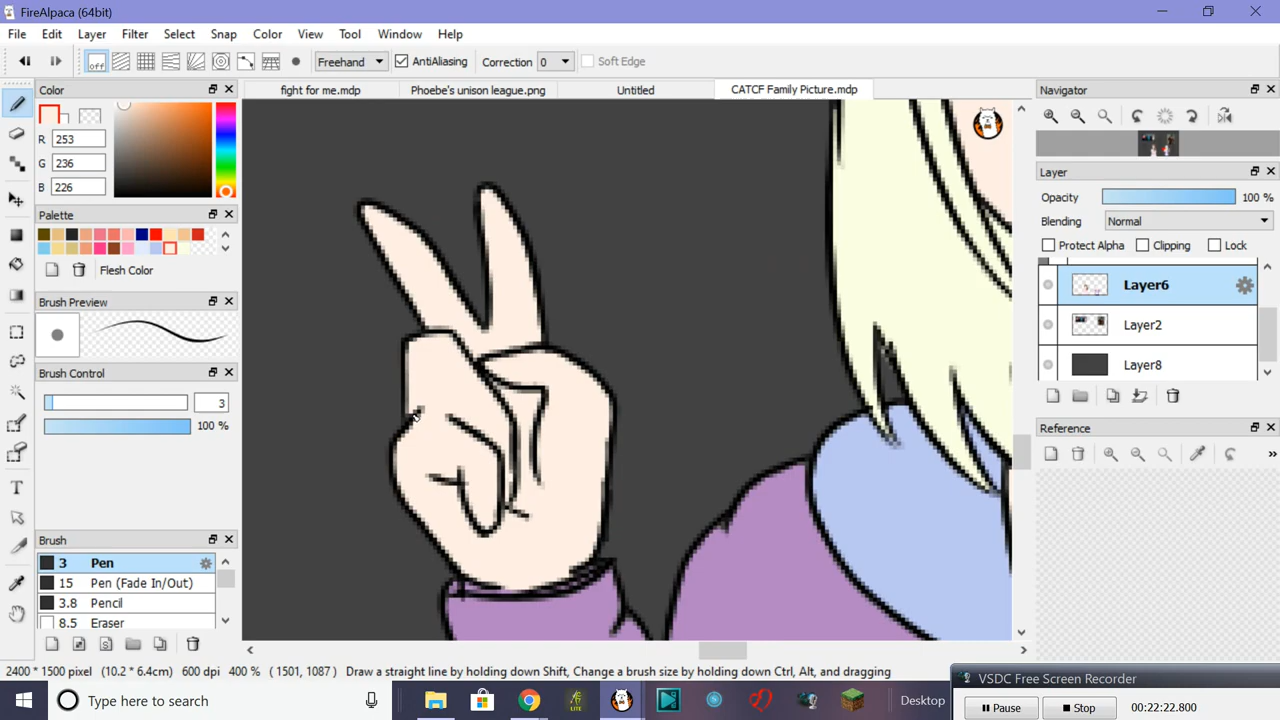 FireAlpaca (64bit)
File Edit Layer Filter Select Snap Color View Tool Window Help
off Freehand AntiAliasing Correction 0 Soft Edge
Color
fight for me.mdp Phoebe's unison league.png Untitled CATCF Family Picture.mdp
Navigator
R 253
G 236
B 226
Layer
Opacity 100 %
Blending Normal
Protect Alpha Clipping Lock
Palette
Flesh Color
Layer6
Brush Preview
Layer2
Layer8
Brush Control
3
100 %
Reference
T
Brush
3 Pen
15 Pen (Fade In/Out)
3.8 Pencil
8.5 Eraser
2400 * 1500 pixel (10.2 * 6.4cm) 600 dpi 400 % ( 1501, 1087 ) Draw a straight line by holding down Shift, Change a brush size by holding down Ctrl, Alt, and dragging
VSDC Free Screen Recorder
Type here to search
LITE
Desktop
Pause Stop 00:22:22.800